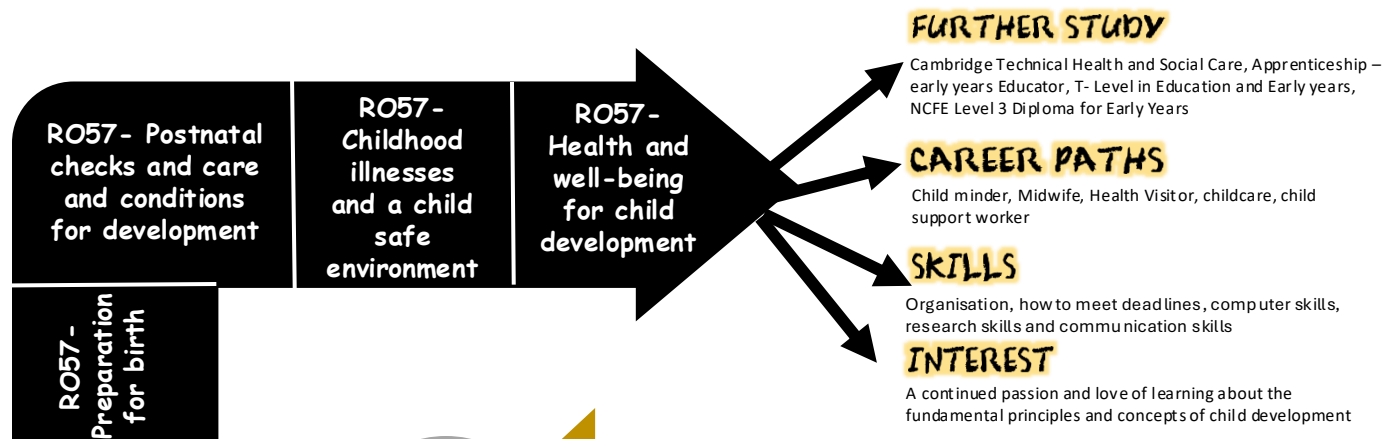 RO57- Postnatal
checks and care
and conditions
for development
RO57-
Childhood
illnesses
and a child
safe
environment
RO57-
Health and
well-being
for child
development
RO57-
Preparation
for birth
FURTHER STUDY
Cambridge Technical Health and Social Care, Apprenticeship –
early years Educator, T- Level in Education and Early years,
NCFE Level 3 Diploma for Early Years
CAREER PATHS
Child minder, Midwife, Health Visitor, childcare, child
support worker
SKILLS
Organisation, how to meet deadlines, computer skills,
research skills and communication skills
INTEREST
A continued passion and love of learning about the
fundamental principles and concepts of child development